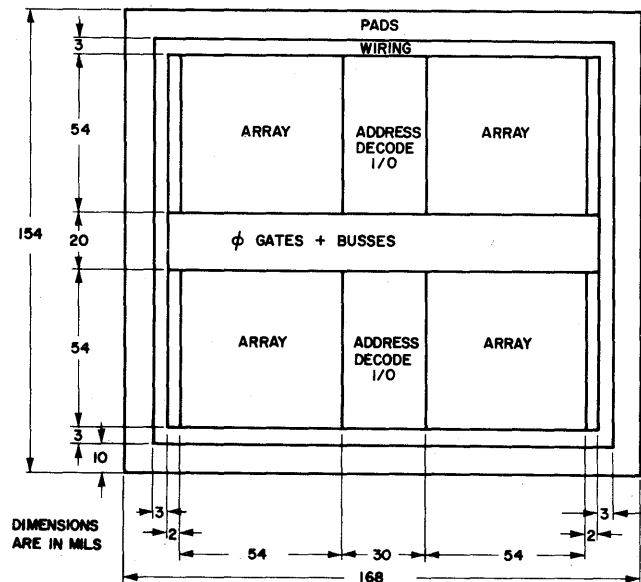 PADS
3
WIRING
54
ARRAY
ADDRESS
DECODE
I/O
ARRAY
154
20
ϕ GATES + BUSSES
54
ARRAY
ADDRESS
DECODE
I/O
ARRAY
3
10
3
3
2
2
DIMENSIONS
ARE IN MILS
54
30
54
168